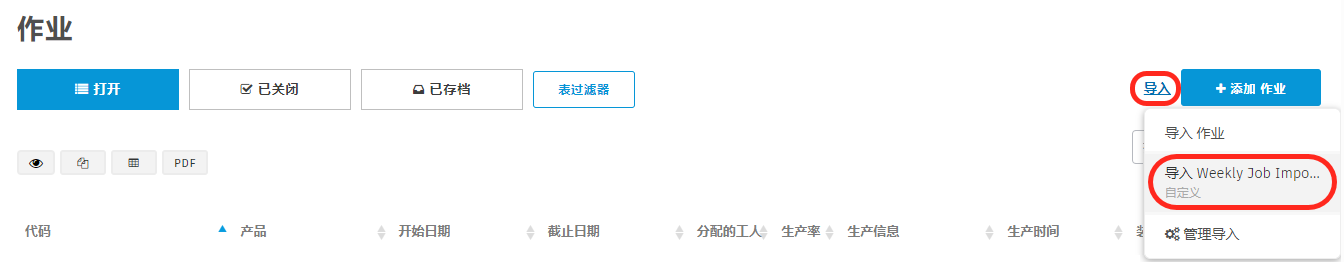 作业
打开
已关闭
已存档
表过滤器
导入
添加 作业
导入 作业
PDF
导入 Weekly Job Impo...
自定义
代码
产品
开始日期
截止日期
分配的工人
生产率
生产信息
生产时间
管理导入